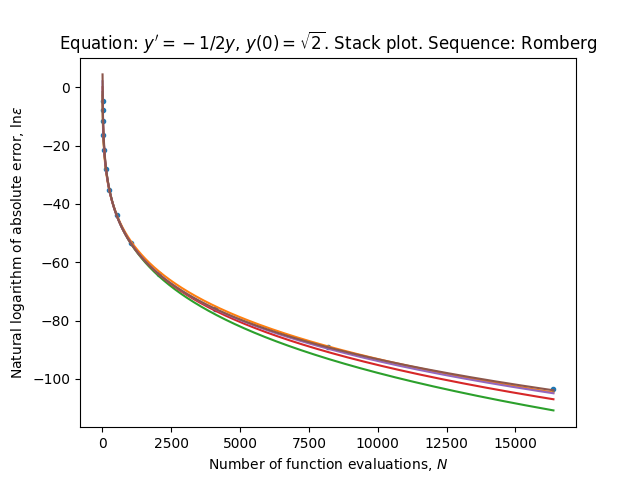 Equation: y′ = − 1/2y, y(0) = √2. Stack plot. Sequence: Romberg
Natural logarithm of absolute error, lnε
0
−20
−40
−60
−80
−100
0 2500 5000 7500 10000 12500 15000
Number of function evaluations, N